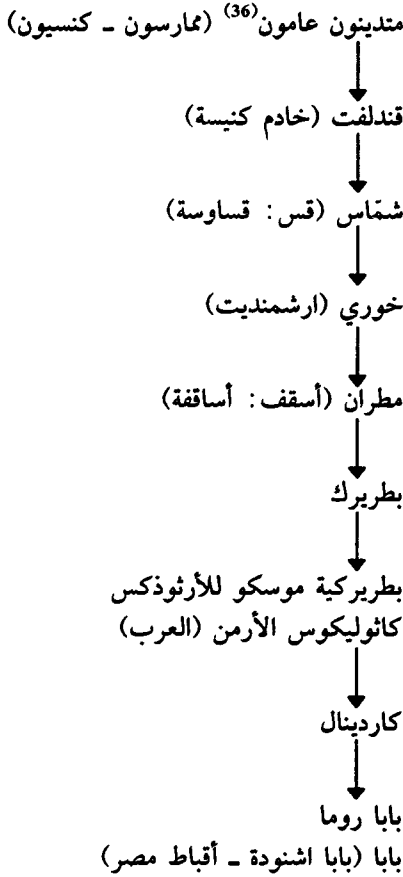 متدينون عامون(36) (ممارسون ـ كنسيون)
قندلفت (خادم كنيسة)
شمّاس (قس: قساوسة)
خوري (ارشمنديت)
مطران (أسقف: أساقفة)
بطريرك
بطريركية موسكو للأرثوذكس
كاثوليكوس الأرمن (العرب)
كاردينال
بابا روما
بابا (بابا اشنودة ـ أقباط مصر)